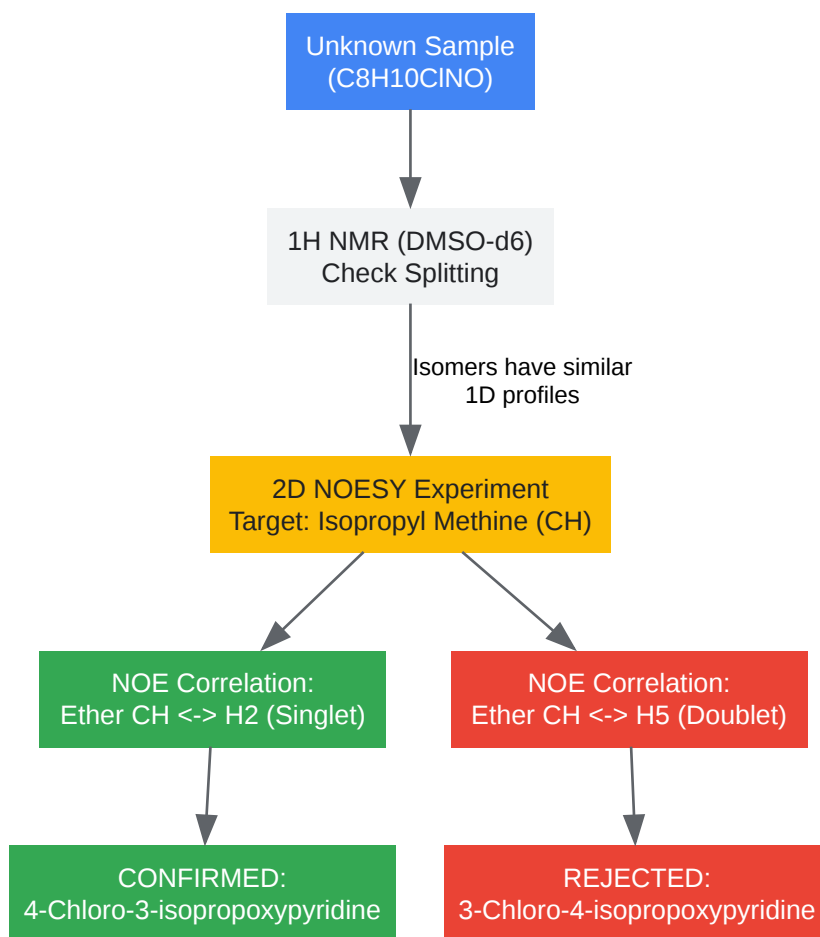 Unknown Sample
(C8H10ClNO)
1H NMR (DMSO-d6)
Check Splitting
Isomers have similar
1D profiles
2D NOESY Experiment
Target: Isopropyl Methine (CH)
NOE Correlation:
Ether CH <-> H2 (Singlet)
NOE Correlation:
Ether CH <-> H5 (Doublet)
CONFIRMED:
4-Chloro-3-isopropoxypyridine
REJECTED:
3-Chloro-4-isopropoxypyridine